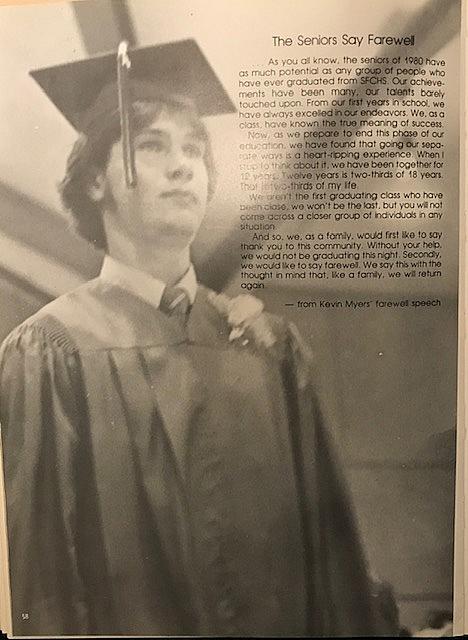 The Seniors Say Farewell
. . . As you all know, the seniors of 1980 have
as much potential as any group of people who
have ever graduated from SFCHS. Our achieve-
ments have been many, our talents barely
touched upon. From our first years in school, we
have always excelled in our endeavors. We, as a
class, have known the true meaning of success.
Now, as we prepare to end this phase of our
education, we have found that going our sepa-
rate ways is a heart-ripping experience. When I
stop to think about it, we have been together for
12 years. Twelve years is two-thirds of 18 years.
That is two-thirds of my life.
We aren't the first graduating class who have
been close, we won't be the last, but you will not
come across a closer group of individuals in any
situation.
And so, we, as a family, would first like to say
thank you to this community. Without your help,
we would not be graduating this night. Secondly,
we would like to say farewell. We say this with the
thought in mind that, like a family, we will return
again.
— from Kevin Myers' farewell speech
58